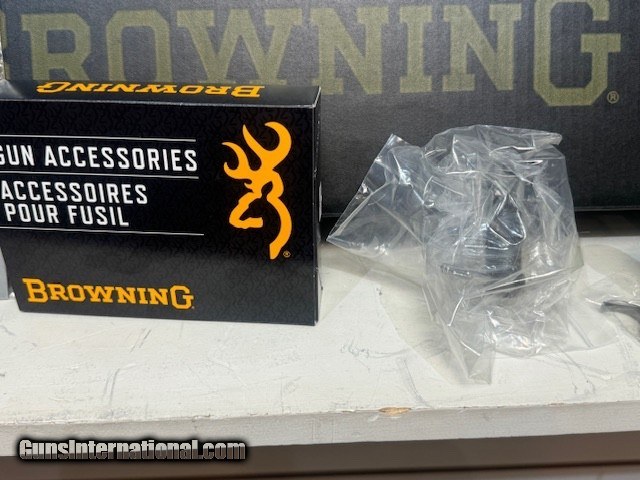 BROWNING®
BROWNING
GUN ACCESSORIES
ACCESSOIRES
POUR FUSIL
®
BROWNING
GunsInternational.com